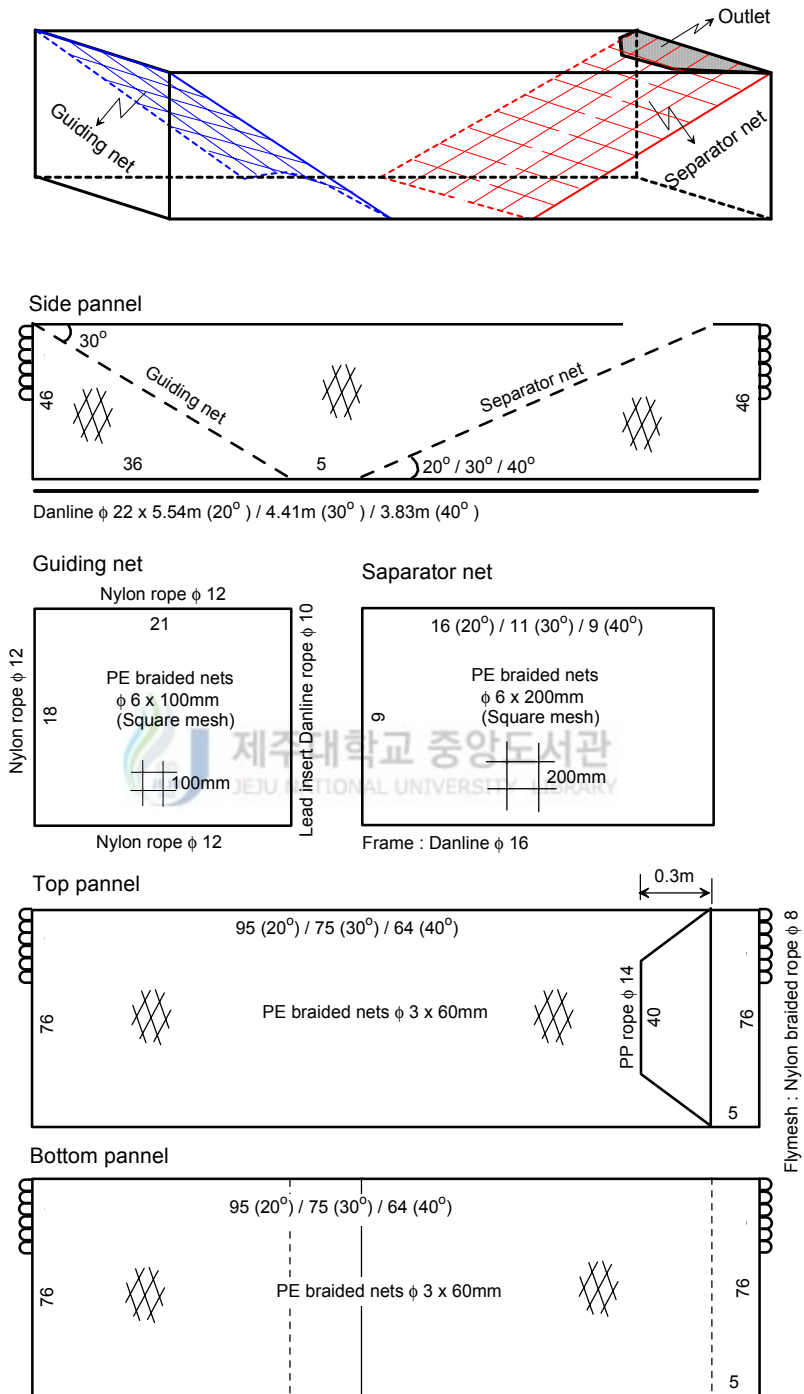 Outlet
Guiding net
Separator net
Side pannel
30°
Guiding net
Separator net
46
46
36
5
20° / 30° / 40°
Danline ϕ 22 x 5.54m (20° ) / 4.41m (30° ) / 3.83m (40° )
Guiding net
Saparator net
Nylon rope ϕ 12
21
16 (20°) / 11 (30°) / 9 (40°)
Nylon rope ϕ 12
18
PE braided nets
ϕ 6 x 100mm
(Square mesh)
100mm
Lead insert Danline rope ϕ 10
9
PE braided nets
ϕ 6 x 200mm
(Square mesh)
200mm
제주대학교 중앙도서관
JEJU NATIONAL UNIVERSITY LIBRARY
Nylon rope ϕ 12
Frame : Danline ϕ 16
Top pannel
0.3m
95 (20°) / 75 (30°) / 64 (40°)
76
PE braided nets ϕ 3 x 60mm
PP rope ϕ 14
40
76
5
Flymesh : Nylon braided rope ϕ 8
Bottom pannel
95 (20°) / 75 (30°) / 64 (40°)
76
PE braided nets ϕ 3 x 60mm
76
5